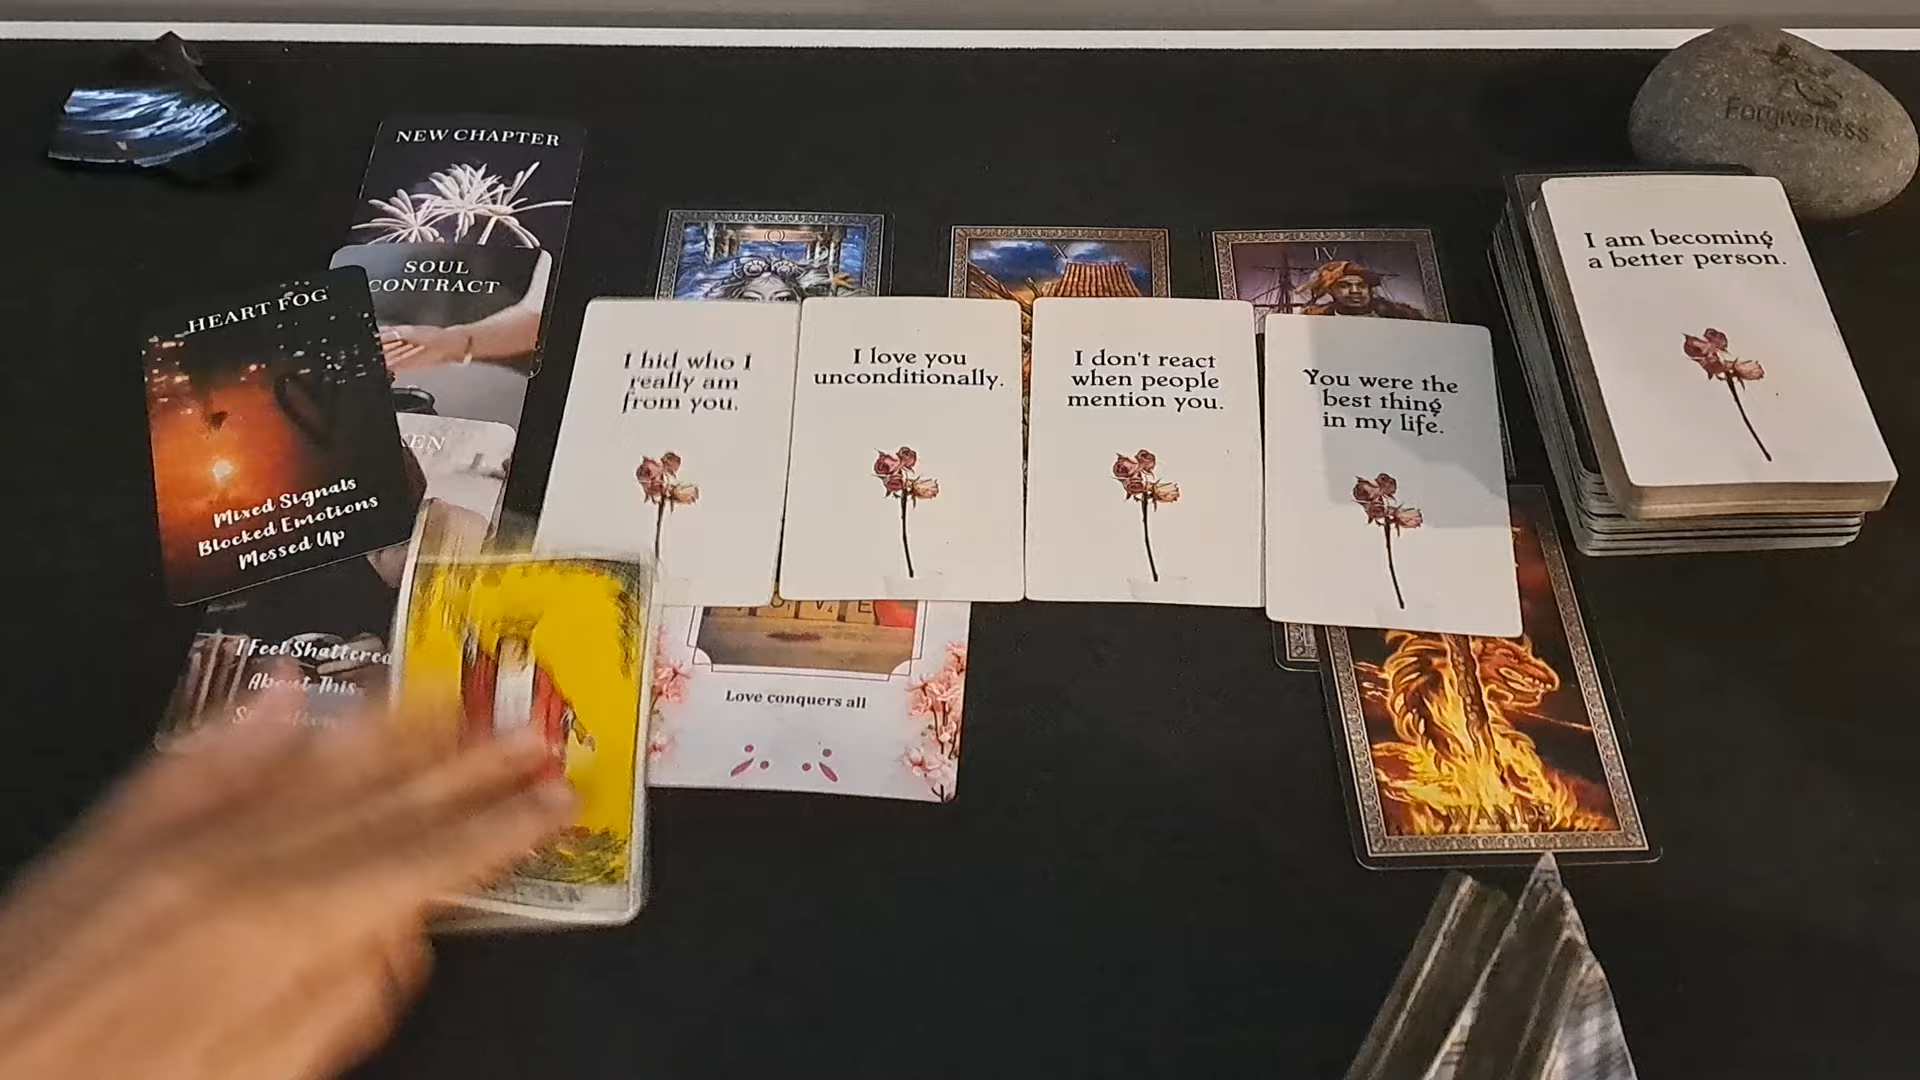 NEW CHAPTER
SOUL
CONTRACT
HEART FOG
Mixed Signals
Blocked Emotions
Messed Up
I Feel Shattered
About This
Q
X
IV
I hid who I
really am
from you.
I love you
unconditionally.
I don't react
when people
mention you.
You were the
best thing
in my life.
I am becoming
a better person.
Forgiveness
Love conquers all
WANDS